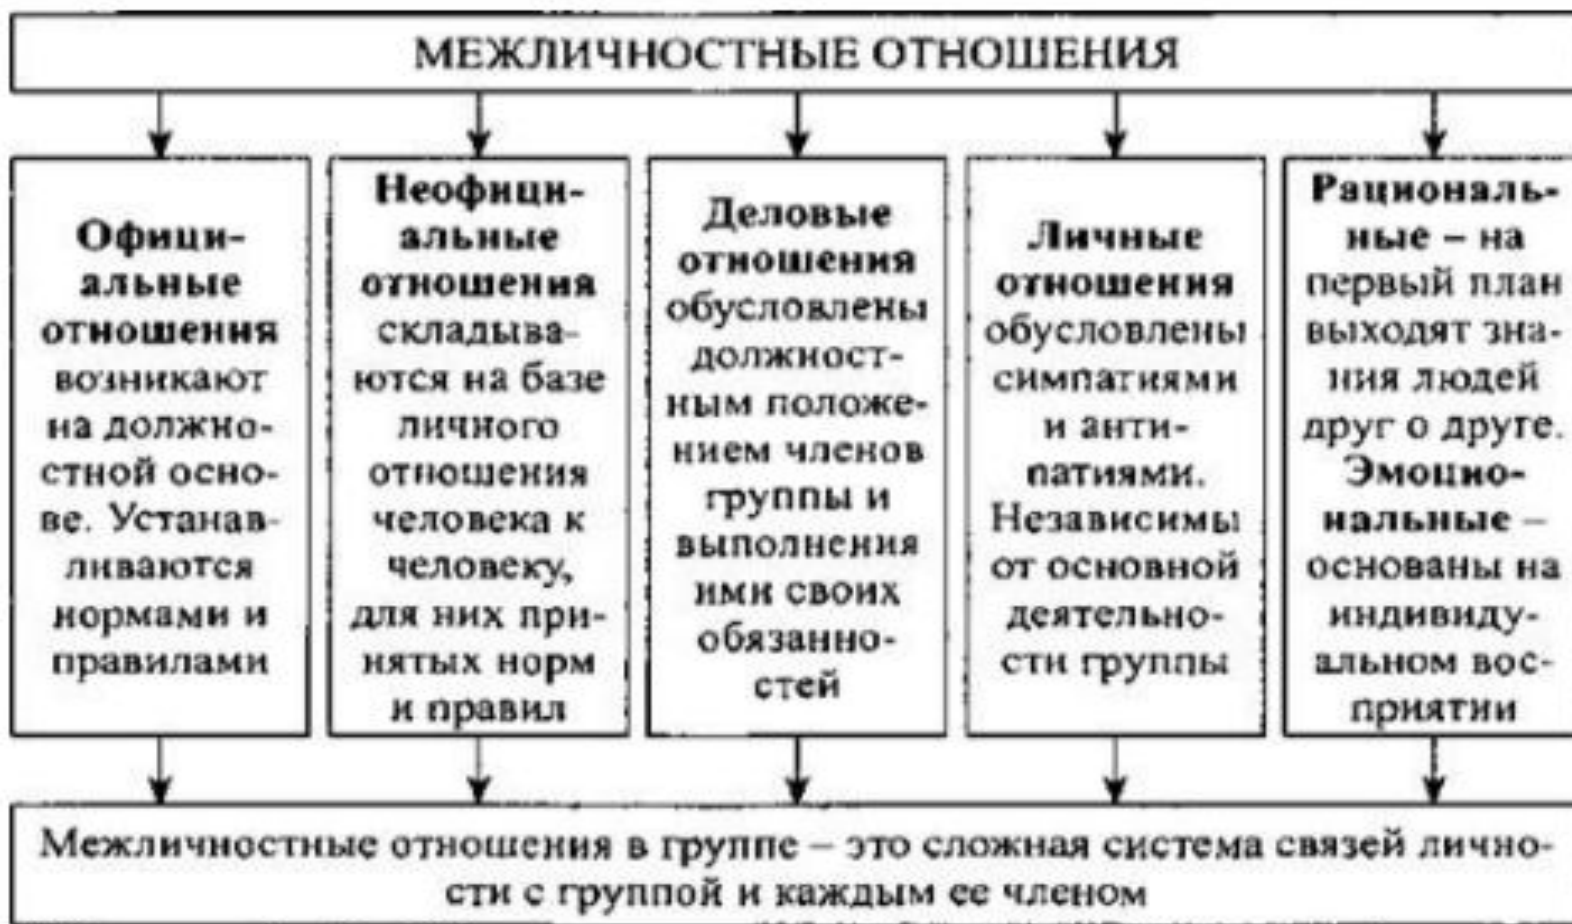 МЕЖЛИЧНОСТНЫЕ ОТНОШЕНИЯ
Офици-
альные
отношения
возникают
на должно-
стной осно-
ве. Устанав-
ливаются
нормами и
правилами
Неофици-
альные
отношения
складыва-
ются на базе
личного
отношения
человека к
человеку,
для них при-
нятых норм
и правил
Деловые
отношения
обусловлены
должност-
ным положе-
нием членов
группы и
выполнения
ими своих
обязанно-
стей
Личные
отношения
обусловлены
симпатиями
и анти-
патиями.
Независимы
от основной
деятельно-
сти группы
Рациональ-
ные – на
первый план
выходят зна-
ния людей
друг о друге.
Эмоцио-
нальные –
основаны на
индивиду-
альном вос-
приятии
Межличностные отношения в группе – это сложная система связей лично-
сти с группой и каждым ее членом